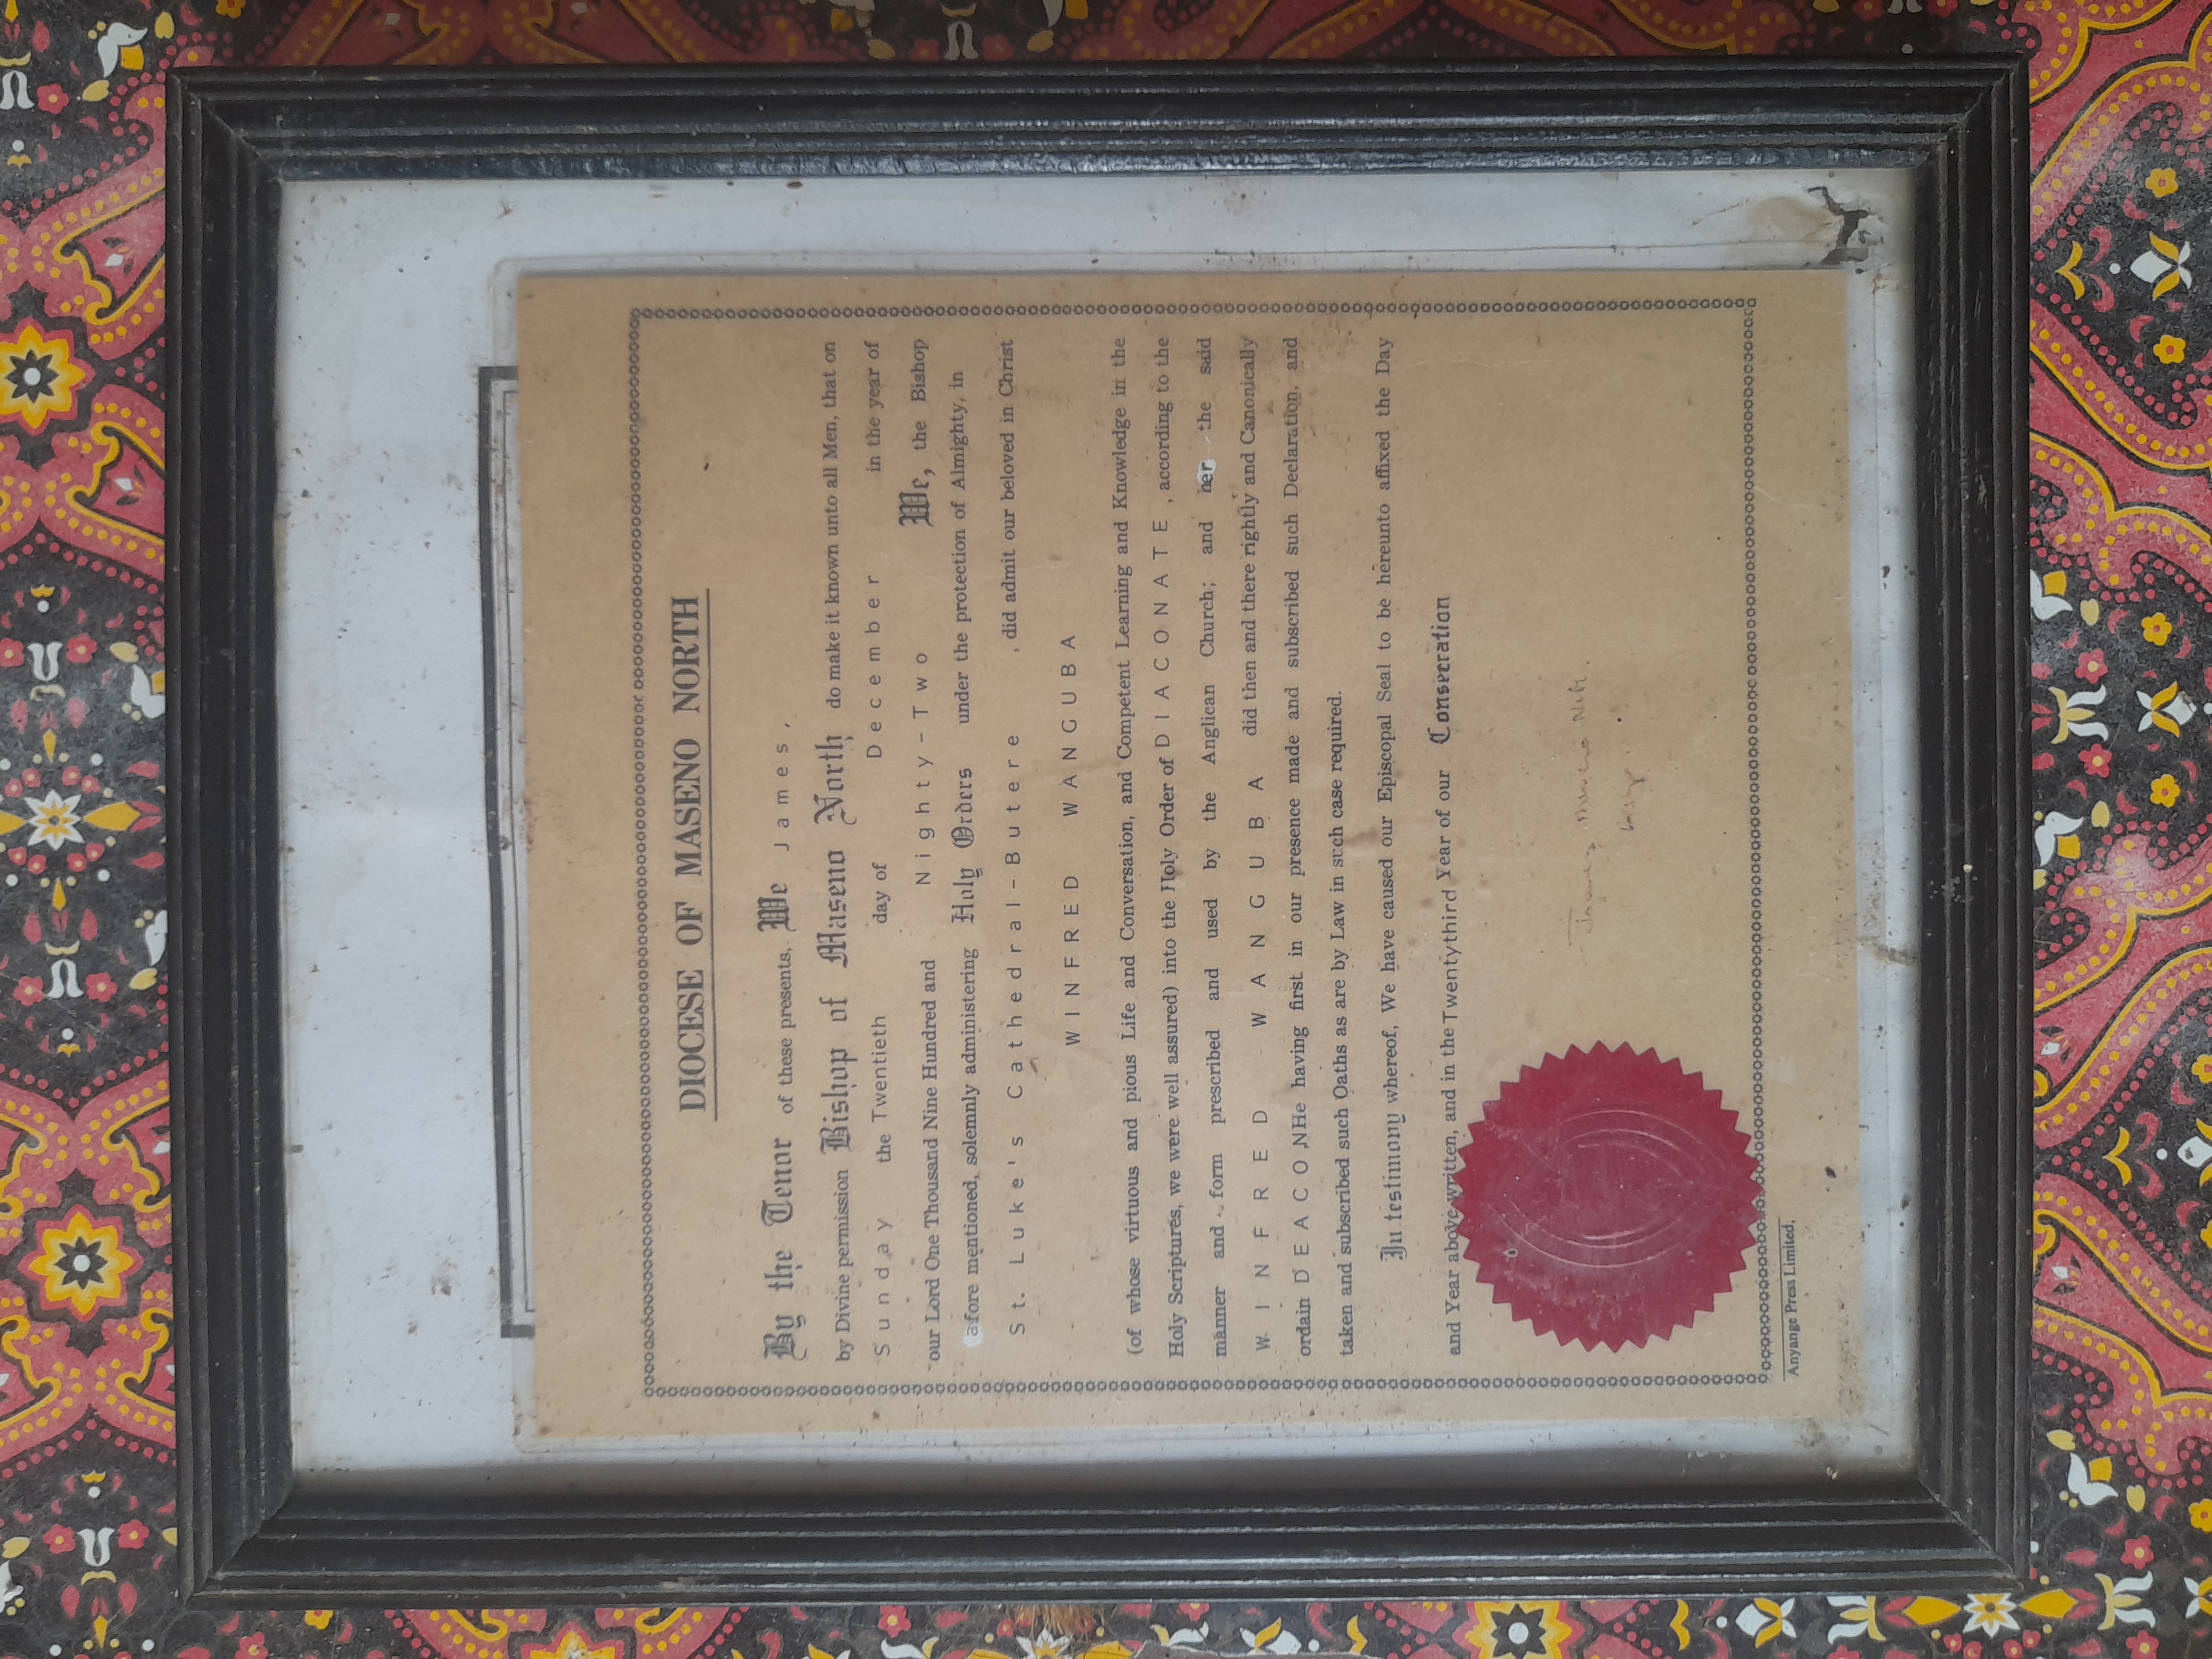 DIOCESE OF MASENO NORTH
By the Tenor of these presents, We James,
by Divine permission Bishop of Maseno North do make it known unto all Men, that on
Sunday the Twentieth day of December in the year of
our Lord One Thousand Nine Hundred and Nighty-Two We, the Bishop
afore mentioned, solemnly administering Holy Orders under the protection of Almighty, in
St. Luke's Cathedral-Butere , did admit our beloved in Christ
WINFRED WANGUBA
(of whose virtuous and pious Life and Conversation, and Competent Learning and Knowledge in the
Holy Scriptures, we were well assured) into the Holy Order of DIACONATE, according to the
manner and form prescribed and used by the Anglican Church; and her the said
WINFRED WANGUBA did then and there rightly and Canonically
ordain DEACON He having first in our presence made and subscribed such Declaration, and
taken and subscribed such Oaths as are by Law in such case required.
In testimony whereof, We have caused our Episcopal Seal to be hereunto affixed the Day
and Year above written, and in the Twentythird Year of our Consecration
James
Anyange Press Limited.